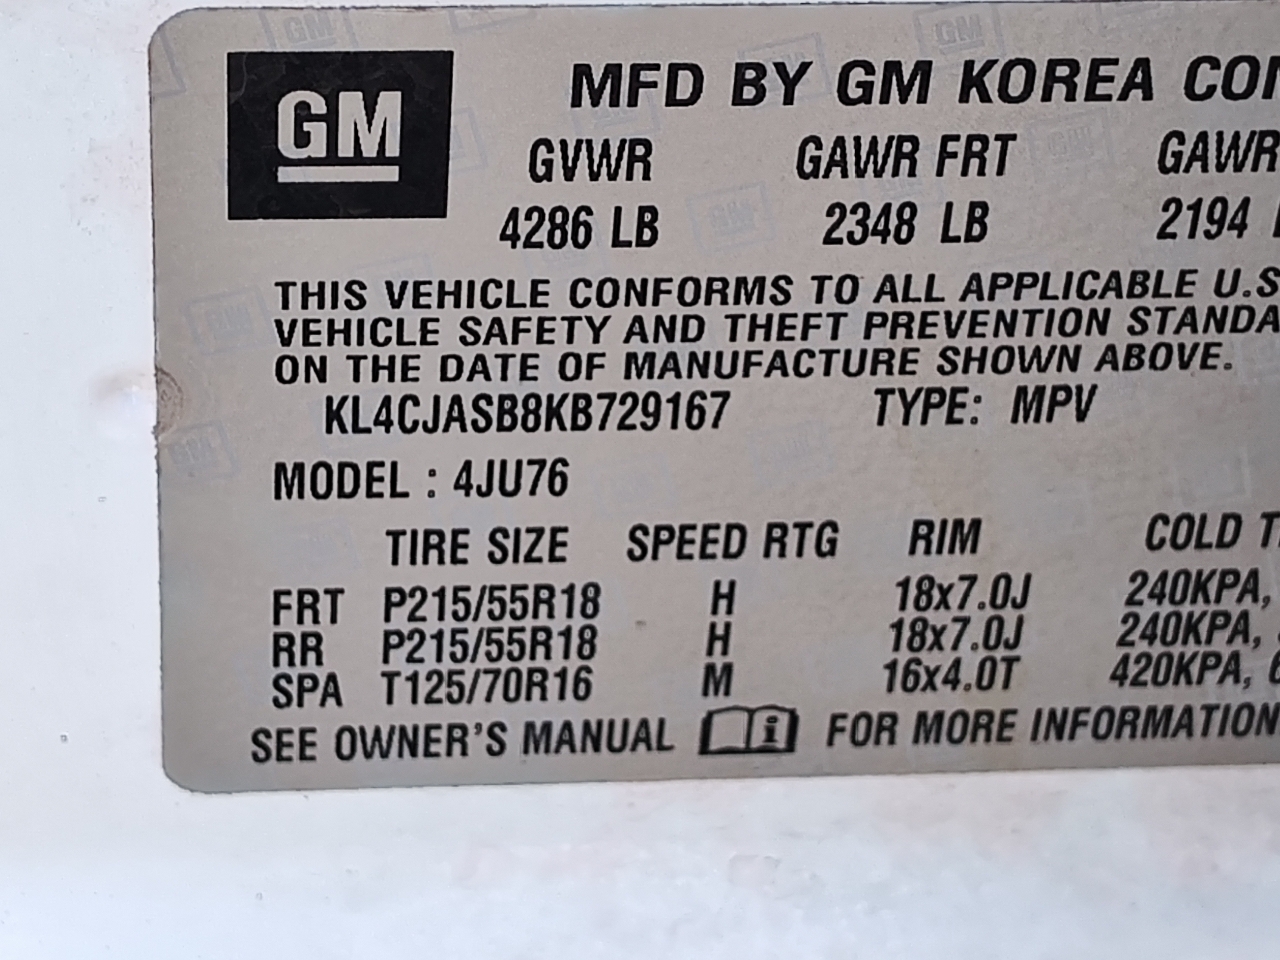 GM
MFD BY GM KOREA
GVWR GAWR FRT GAWR
4286 LB 2348 LB 2194
THIS VEHICLE CONFORMS TO ALL APPLICABLE U.S
VEHICLE SAFETY AND THEFT PREVENTION
ON THE DATE OF MANUFACTURE SHOWN ABOVE.
KL4CJASB8KB729167 TYPE: MPV
MODEL : 4JU76
TIRE SIZE SPEED RTG RIM COLD
FRT P215/55R18 H 18x7.0J 240KPA,
RR P215/55R18 H 18x7.0J 240KPA,
SPA T125/70R16 M 16x4.0T 420KPA,
SEE OWNER'S MANUAL i FOR MORE INFORMATION